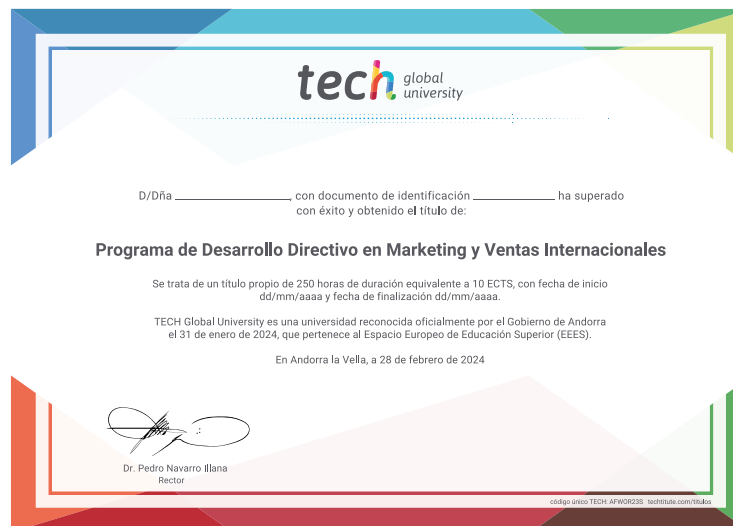 tech global university
D/Dña ____________, con documento de identificación ____________ ha superado
con éxito y obtenido el título de:
Programa de Desarrollo Directivo en Marketing y Ventas Internacionales
Se trata de un título propio de 250 horas de duración equivalente a 10 ECTS, con fecha de inicio
dd/mm/aaaa y fecha de finalización dd/mm/aaaa.
TECH Global University es una universidad reconocida oficialmente por el Gobierno de Andorra
el 31 de enero de 2024, que pertenece al Espacio Europeo de Educación Superior (EEES).
En Andorra la Vella, a 28 de febrero de 2024
Dr. Pedro Navarro Illana
Rector
código único TECH: AFWOR23S techtitute.com/titulos